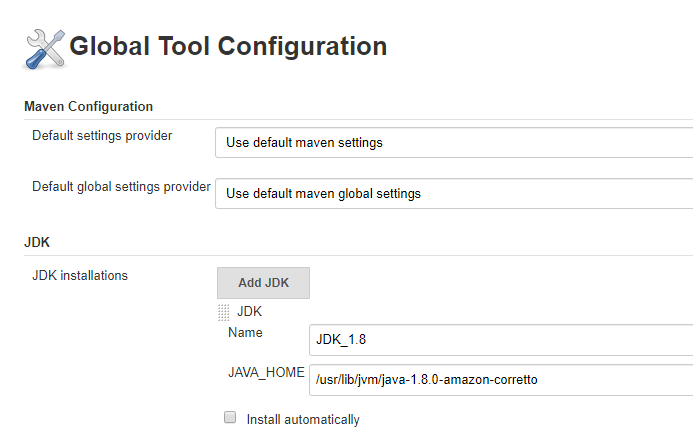 Global Tool Configuration
Maven Configuration
Default settings provider
Use default maven settings
Default global settings provider
Use default maven global settings
JDK
JDK installations
Add JDK
JDK
Name
JDK_1.8
JAVA_HOME
/usr/lib/jvm/java-1.8.0-amazon-corretto
Install automatically